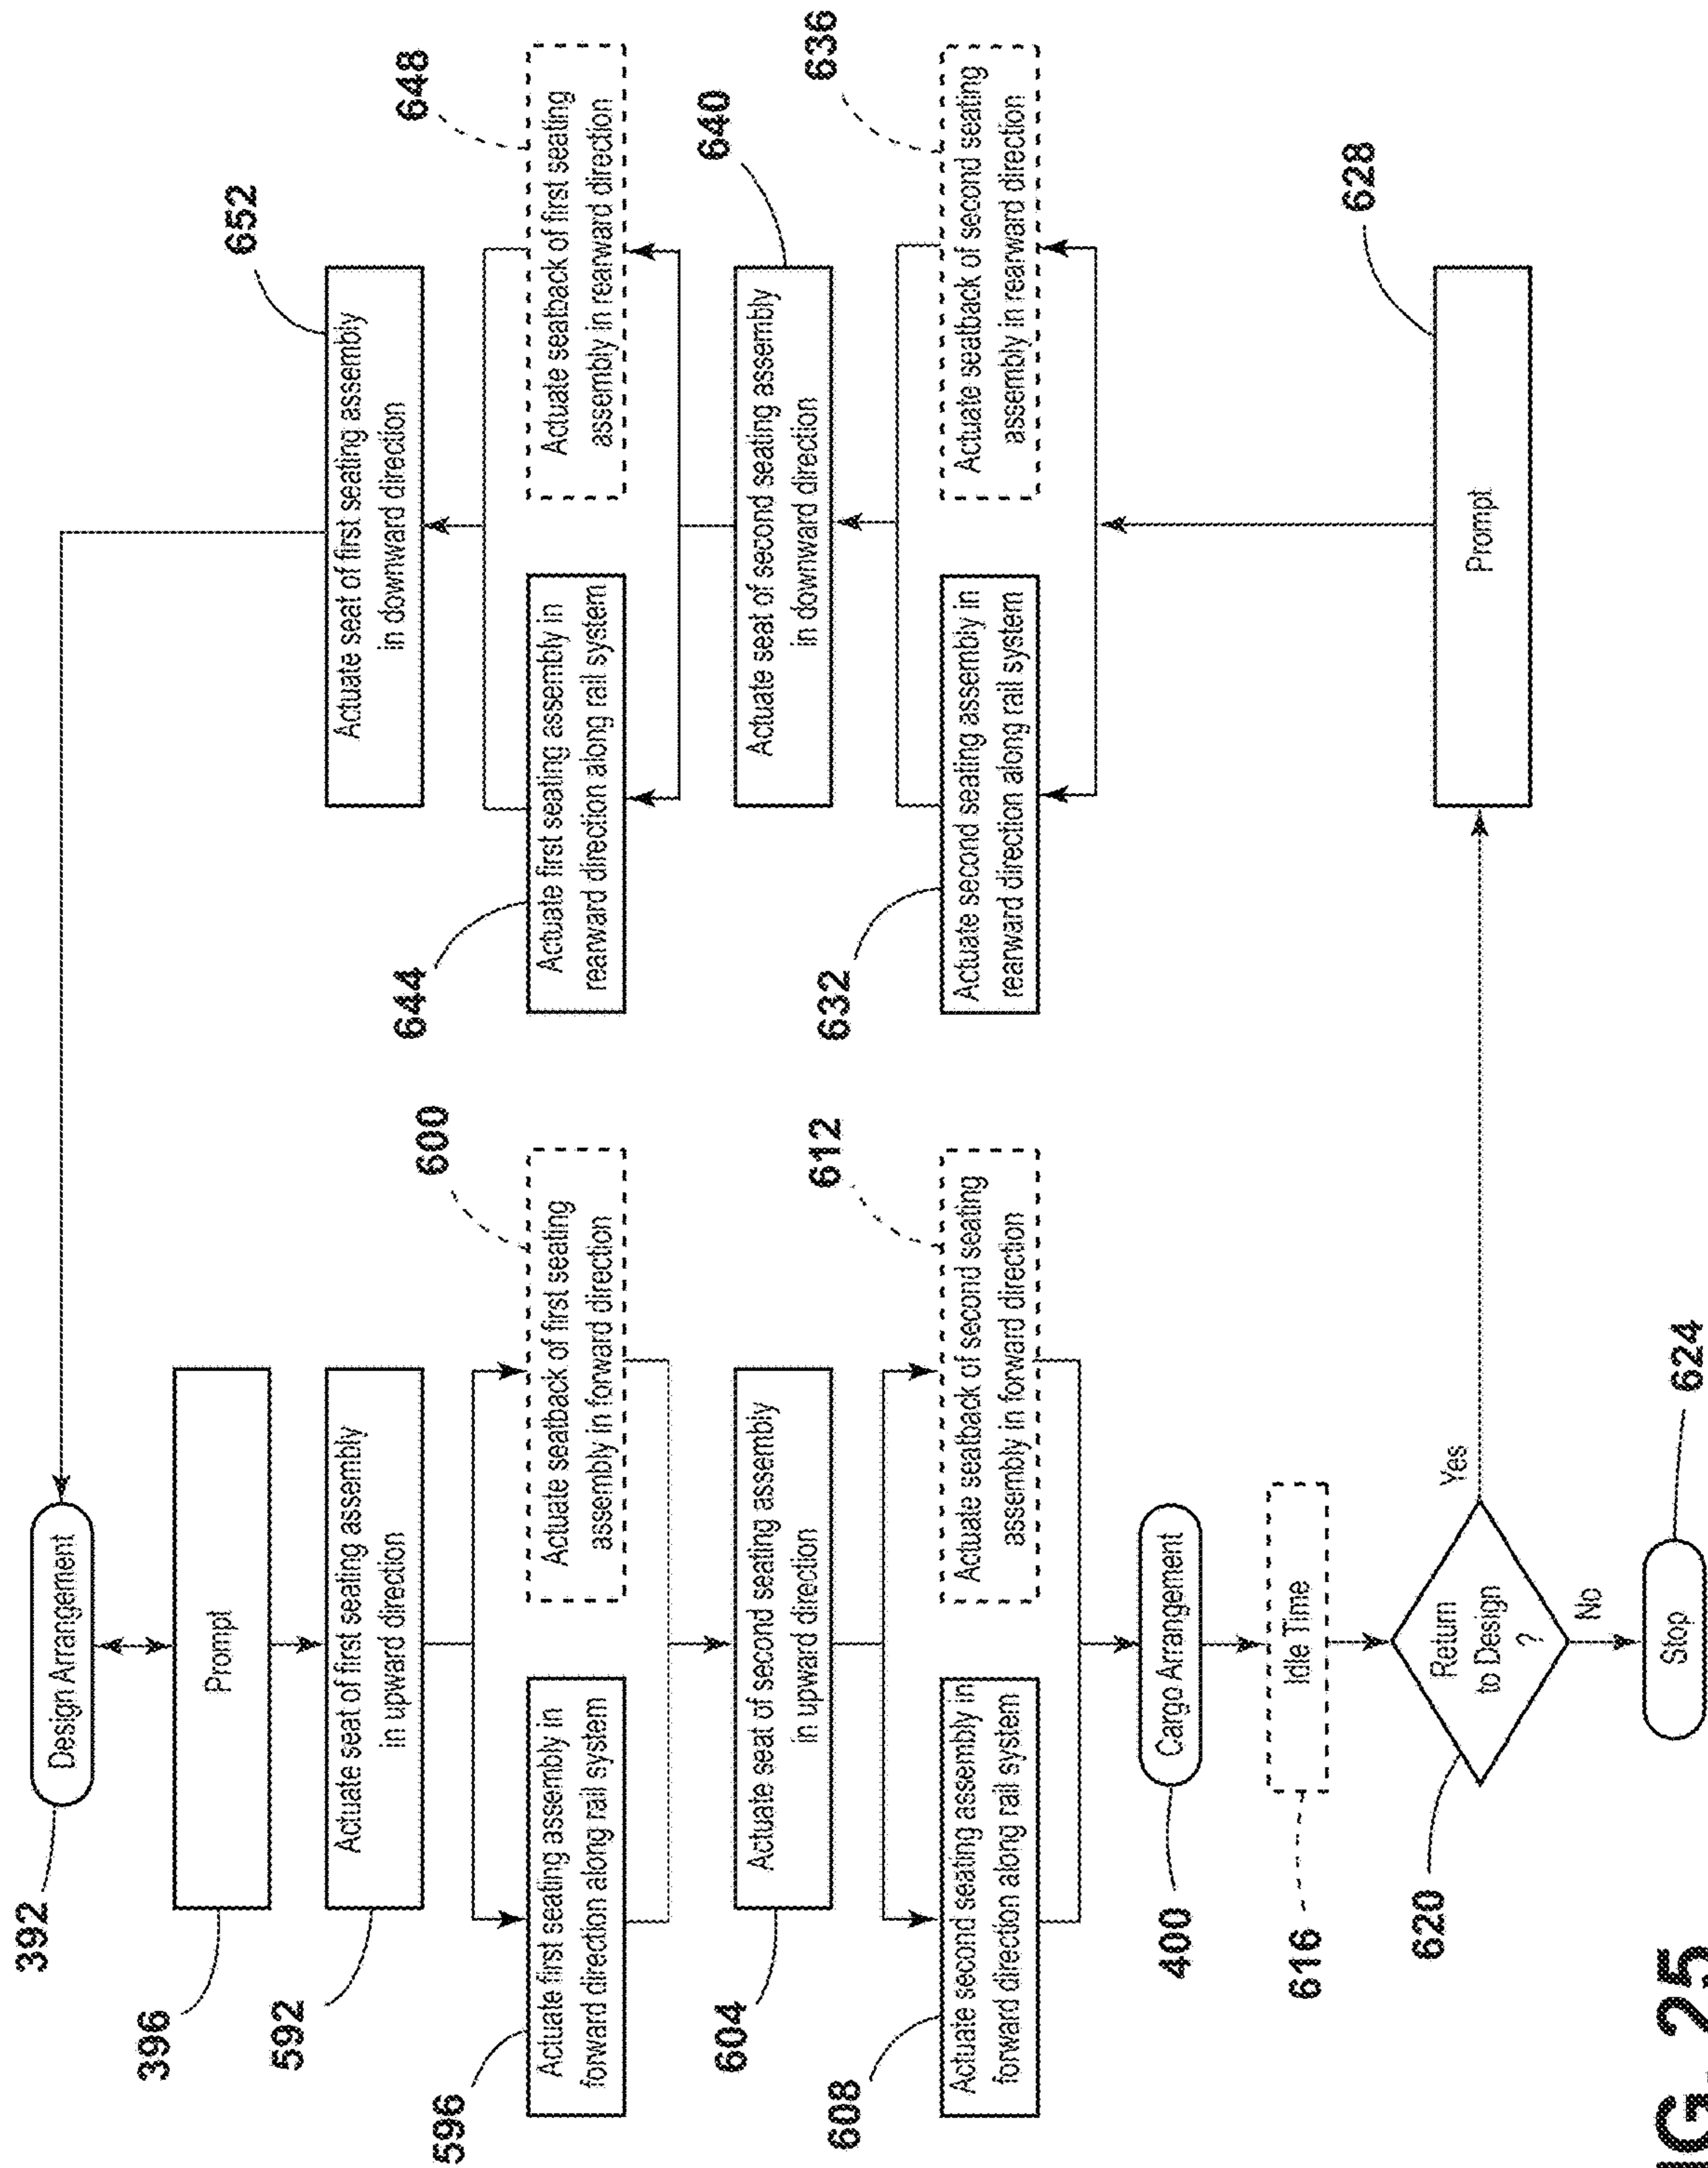 392
Design Arrangement
396
Prompt
592
Actuate seat of first seating assembly
in upward direction
596
Actuate first seating assembly in
forward direction along rail system
600
Actuate seatback of first seating
assembly in forward direction
604
Actuate seat of second seating assembly
in upward direction
608
Actuate second seating assembly in
forward direction along rail system
612
Actuate seatback of second seating
assembly in forward direction
400
Cargo Arrangement
616
Idle Time
620
Return
to Design
?
Yes
No
Stop
624
628
Prompt
632
Actuate second seating assembly in
rearward direction along rail system
636
Actuate seatback of second seating
assembly in rearward direction
640
Actuate seat of second seating assembly
in downward direction
644
Actuate first seating assembly in
rearward direction along rail system
648
Actuate seatback of first seating
assembly in rearward direction
652
Actuate seat of first seating assembly
in downward direction
IG. 25